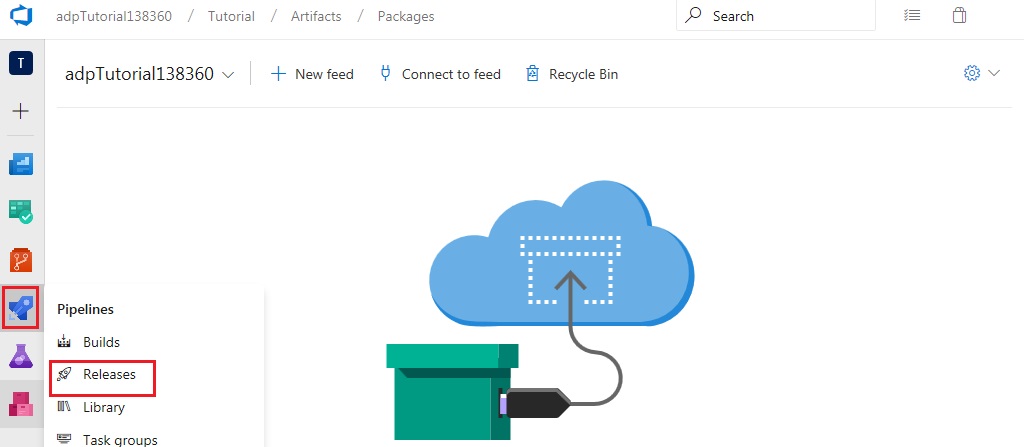 adpTutorial138360 / Tutorial / Artifacts / Packages
Search
T
adpTutorial138360
New feed
Connect to feed
Recycle Bin
Pipelines
Builds
Releases
Library
Task groups